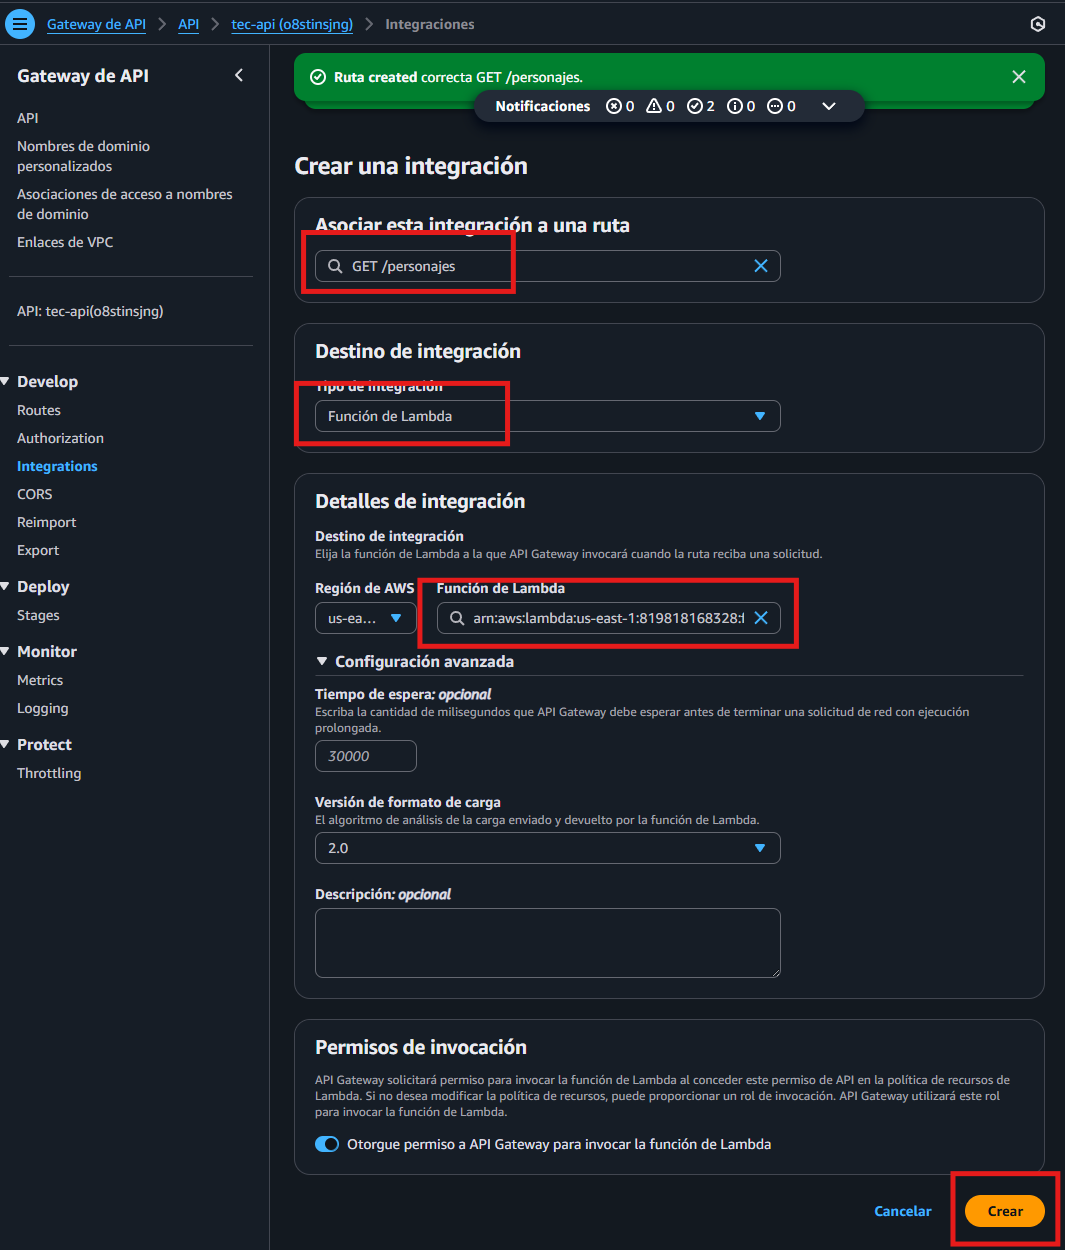 Gateway de API > API > tec-api (o8stinsjng) > Integraciones
Gateway de API
API
Nombres de dominio
personalizados
Asociaciones de acceso a nombres
de dominio
Enlaces de VPC
API: tec-api(o8stinsjng)
Develop
Routes
Authorization
Integrations
CORS
Reimport
Export
Deploy
Stages
Monitor
Metrics
Logging
Protect
Throttling
Ruta created correcta GET /personajes.
Notificaciones 0 0 2 0 0
Crear una integración
Asociar esta integración a una ruta
GET /personajes
Destino de integración
Tipo de integración
Función de Lambda
Detalles de integración
Destino de integración
Elija la función de Lambda a la que API Gateway invocará cuando la ruta reciba una solicitud.
Región de AWS
us-ea...
Función de Lambda
arn:aws:lambda:us-east-1:819818168328:f
Configuración avanzada
Tiempo de espera: opcional
Escriba la cantidad de milisegundos que API Gateway debe esperar antes de terminar una solicitud de red con ejecución
prolongada.
30000
Versión de formato de carga
El algoritmo de análisis de la carga enviado y devuelto por la función de Lambda.
2.0
Descripción: opcional
Permisos de invocación
API Gateway solicitará permiso para invocar la función de Lambda al conceder este permiso de API en la política de recursos de
Lambda. Si no desea modificar la política de recursos, puede proporcionar un rol de invocación. API Gateway utilizará este rol
para invocar la función de Lambda.
Otorgue permiso a API Gateway para invocar la función de Lambda
Cancelar
Crear